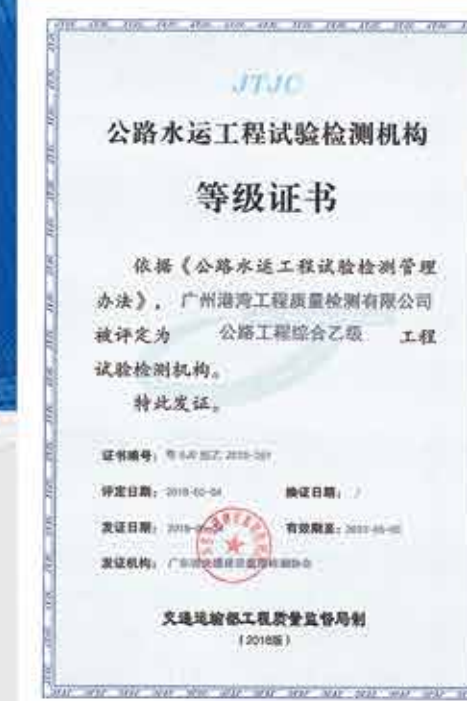 JTJC
公路水运工程试验检测机构
等级证书
依据《公路水运工程试验检测管理
办法》，广州港湾工程质量检测有限公司
被评定为 公路工程综合乙级 工程
试验检测机构。
特此发证。
证书编号：
评定日期： 换证日期： /
发证日期： 有效期至：
发证机构：
交通运输部工程质量监督局制
（2018版）